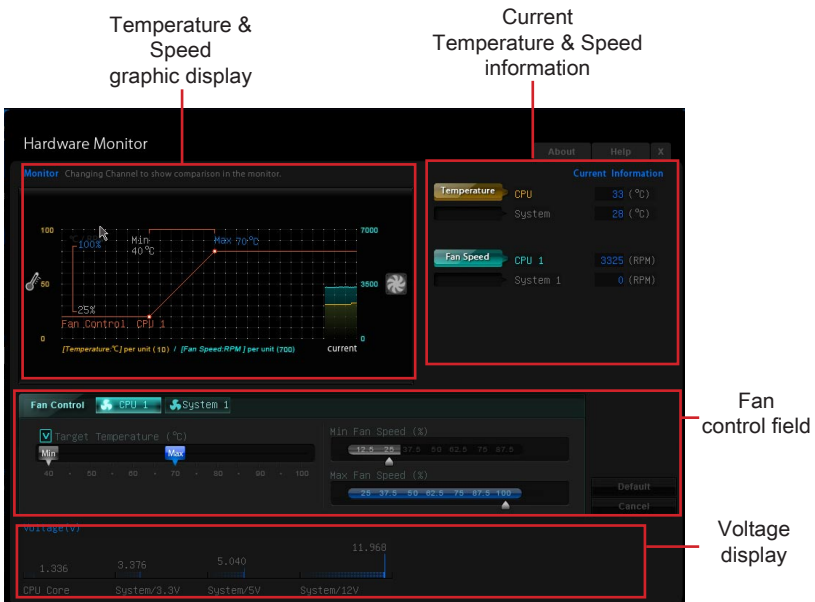 Temperature &
Speed
graphic display
Current
Temperature & Speed
information
Hardware Monitor
About Help X
Monitor Changing Channel to show comparison in the monitor.
100
100%
Min
40°C
Max 70°C
7000
50
3500
25%
Fan Control CPU 1
0
0
[Temperature:°C] per unit (10) / [Fan Speed:RPM] per unit (700)
current
Current Information
Temperature CPU 33 (°C)
System 28 (°C)
Fan Speed CPU 1 3325 (RPM)
System 1 0 (RPM)
Fan Control CPU 1 System 1
V Target Temperature (°C)
Min Max
40 - 50 - 60 - 70 - 80 - 90 - 100
Min Fan Speed (%)
12.5 25 37.5 50 62.5 75 87.5
Max Fan Speed (%)
25 37.5 50 62.5 75 87.5 100
Default
Cancel
Fan
control field
Voltage(V)
1.336 3.376 5.040 11.968
CPU Core System/3.3V System/5V System/12V
Voltage
display